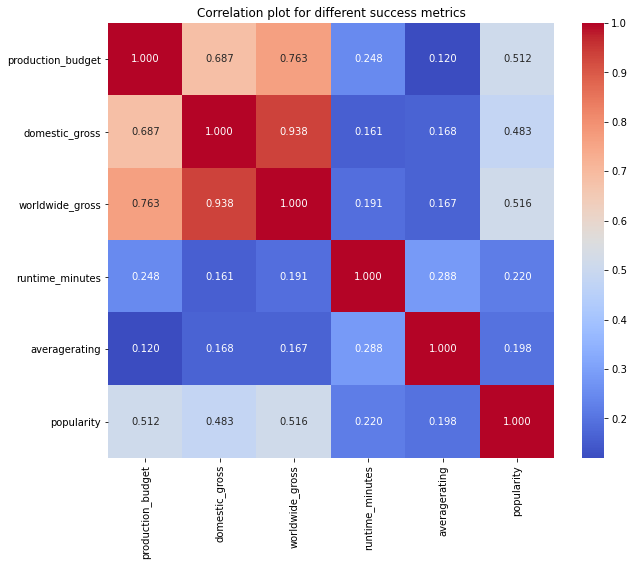 Correlation plot for different success metrics
production_budget 1.000 0.687 0.763 0.248 0.120 0.512
domestic_gross 0.687 1.000 0.938 0.161 0.168 0.483
worldwide_gross 0.763 0.938 1.000 0.191 0.167 0.516
runtime_minutes 0.248 0.161 0.191 1.000 0.288 0.220
averagerating 0.120 0.168 0.167 0.288 1.000 0.198
popularity 0.512 0.483 0.516 0.220 0.198 1.000
production_budget
domestic_gross
worldwide_gross
runtime_minutes
averagerating
popularity
1.0
0.9
0.8
0.7
0.6
0.5
0.4
0.3
0.2